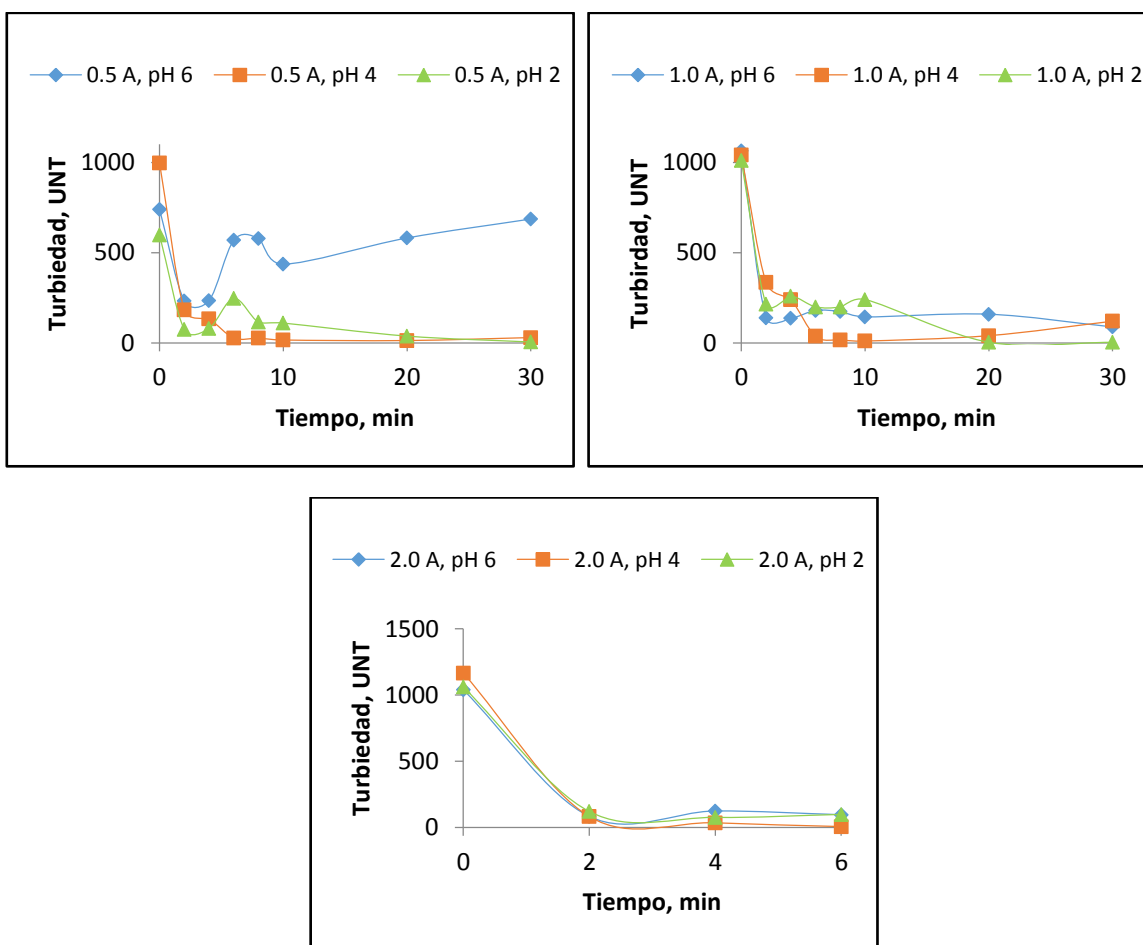 0.5 A, pH 6 0.5 A, pH 4 0.5 A, pH 2
1000
500
0
0 10 20 30
Turbiedad, UNT
Tiempo, min
1.0 A, pH 6 1.0 A, pH 4 1.0 A, pH 2
1000
500
0
0 10 20 30
Turbirdad, UNT
Tiempo, min
2.0 A, pH 6 2.0 A, pH 4 2.0 A, pH 2
1500
1000
500
0
0 2 4 6
Turbiedad, UNT
Tiempo, min